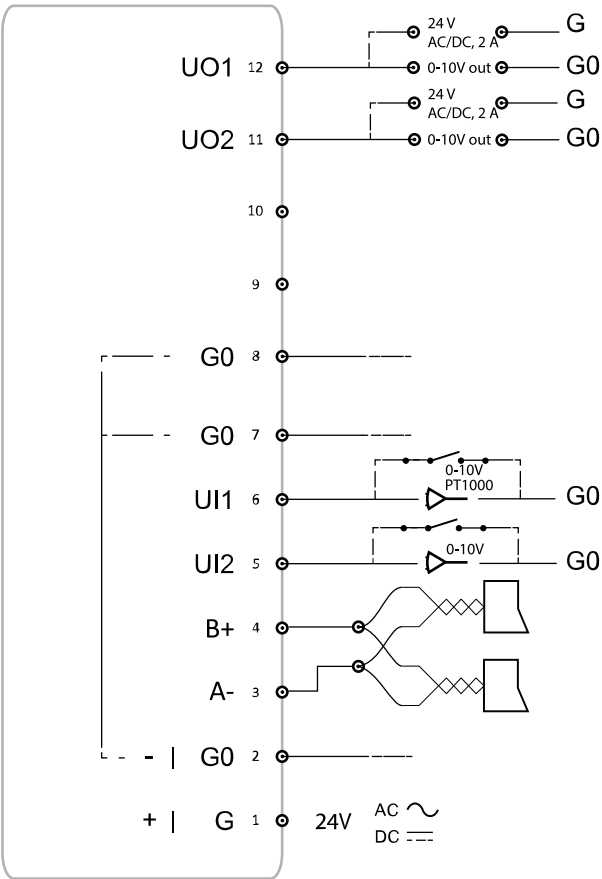 24 V
AC/DC, 2 A
G
UO1 12 0-10V out G0
24 V
AC/DC, 2 A
G
UO2 11 0-10V out G0
10
9
G0 8
G0 7
0-10V
PT1000
UI1 6 G0
0-10V
UI2 5 G0
B+ 4
A- 3
- | G0 2
+ | G 1 24V AC
DC